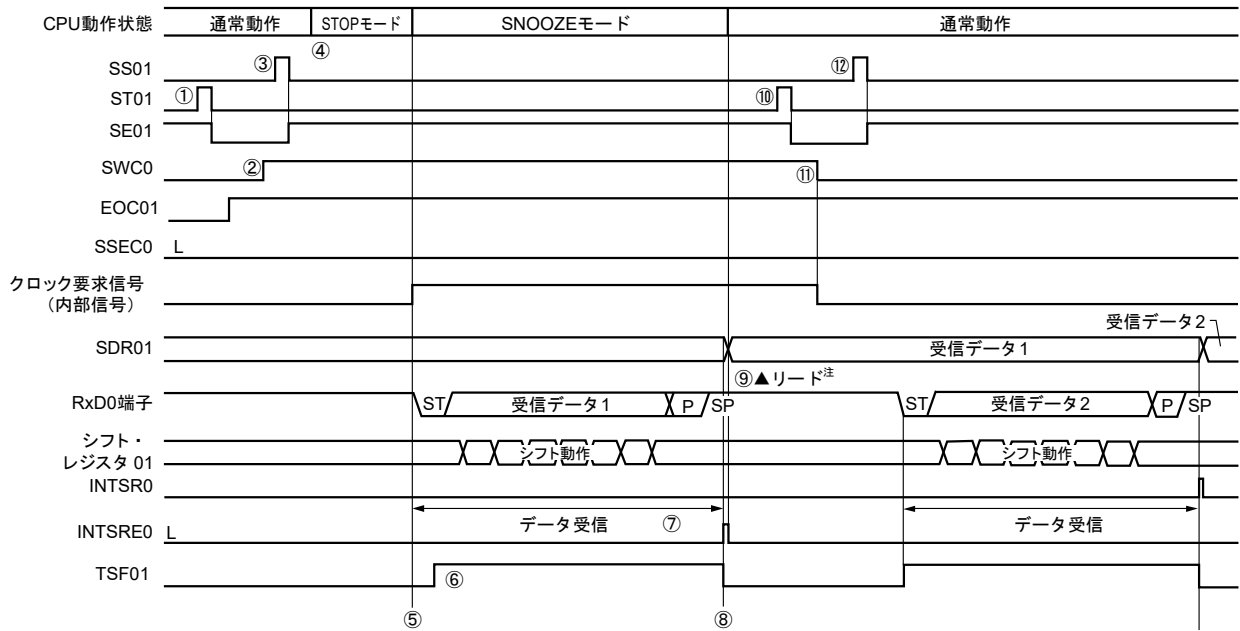 CPU動作状態 通常動作 STOPモード SNOOZEモード 通常動作
④
SS01 ③ ⑫
ST01 ① ⑩
SE01
SWC0 ② ⑪
EOC01
SSEC0 L
クロック要求信号
（内部信号）
受信データ2
SDR01 受信データ1
⑨▲リード注
RxD0端子 ST 受信データ1 P SP ST 受信データ2 P SP
シフト・
レジスタ01 シフト動作 シフト動作
INTSR0
データ受信 ⑦ データ受信
INTSRE0 L
TSF01 ⑥
⑤ ⑧